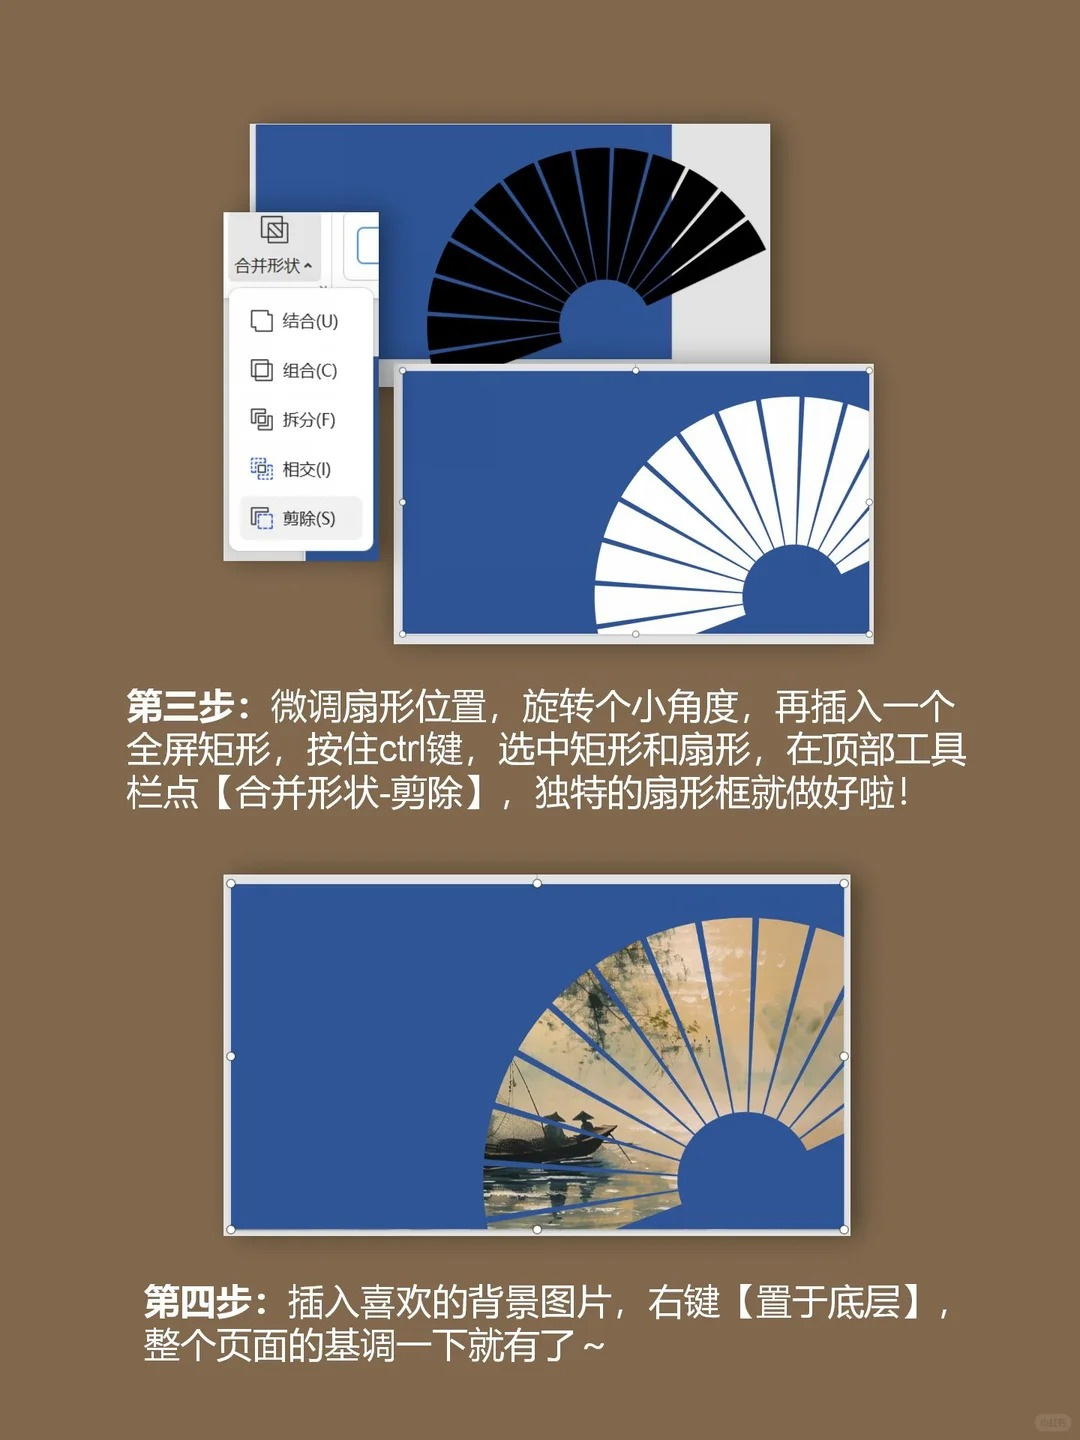 合并形状
结合(U)
组合(C)
拆分(F)
相交(I)
剪除(S)
第三步：微调扇形位置，旋转个小角度，再插入一个
全屏矩形，按住ctrl键，选中矩形和扇形，在顶部工具
栏点【合并形状-剪除】，独特的扇形框就做好啦！
第四步：插入喜欢的背景图片，右键【置于底层】，
整个页面的基调一下就有了~
小红书